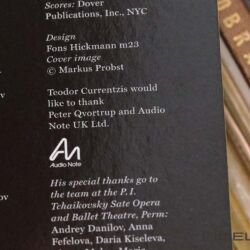 Scores: Dover
Publications, Inc., NYC
Design
Fons Hickmann m23
Cover image
© Markus Probst
Teodor Currentzis would
like to thank
Peter Qvortrup and Audio
Note UK Ltd.
Audio Note
His special thanks go to
the team at the P.I.
Tchaikovsky Sate Opera
and Ballet Theatre, Perm:
Andrey Danilov, Anna
Fefelova, Daria Kiseleva,